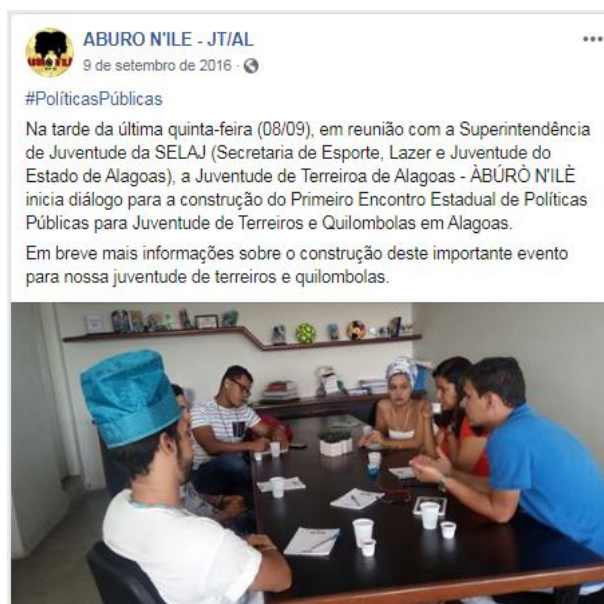 ABURO N'ILE - JT/AL
9 de setembro de 2016 ·
#PolíticasPúblicas
Na tarde da última quinta-feira (08/09), em reunião com a Superintendência
de Juventude da SELAJ (Secretaria de Esporte, Lazer e Juventude do
Estado de Alagoas), a Juventude de Terreiroa de Alagoas - ÀBÚRÒ N'ILÈ
inicia diálogo para a construção do Primeiro Encontro Estadual de Políticas
Públicas para Juventude de Terreiros e Quilombolas em Alagoas.
Em breve mais informações sobre o construção deste importante evento
para nossa juventude de terreiros e quilombolas.